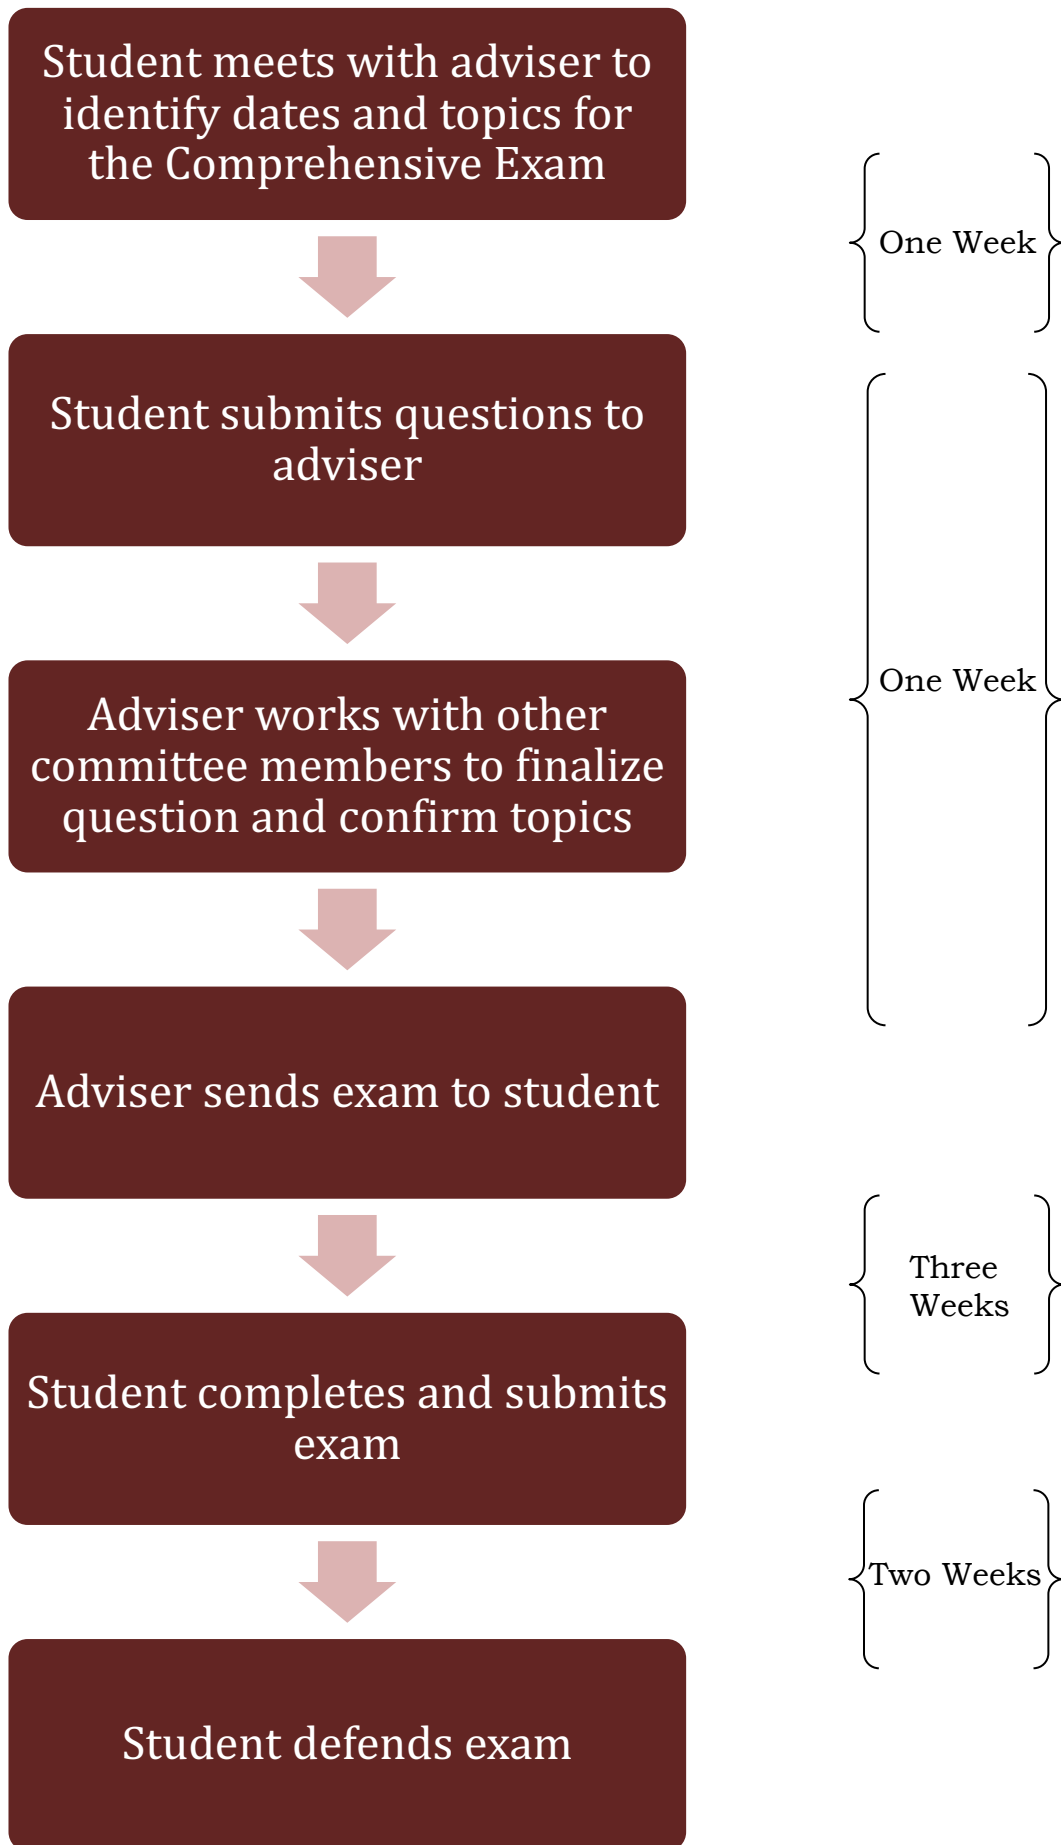 Student meets with adviser to
identify dates and topics for
the Comprehensive Exam
One Week
Student submits questions to
adviser
One Week
Adviser works with other
committee members to finalize
question and confirm topics
Adviser sends exam to student
Three
Weeks
Student completes and submits
exam
Two Weeks
Student defends exam